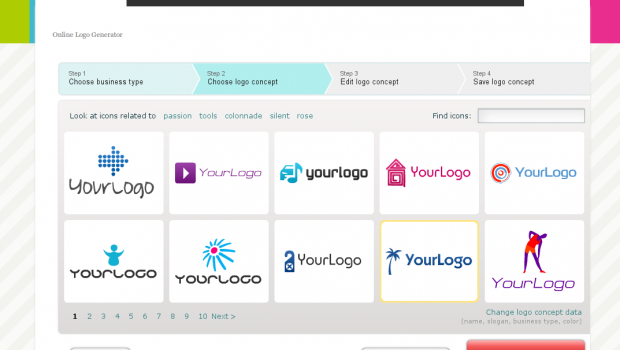 Online Logo Generator
Step 1
Choose business type
Step 2
Choose logo concept
Step 3
Edit logo concept
Step 4
Save logo concept
Look at icons related to passion tools colonnade silent rose
Find icons:
YourLogo
YourLogo
yourlogo
YourLogo
YourLogo
YourLogo
YourLogo
YourLogo
YourLogo
YourLogo
1 2 3 4 5 6 7 8 9 10 Next >
Change logo concept data
(name, slogan, business type, color)